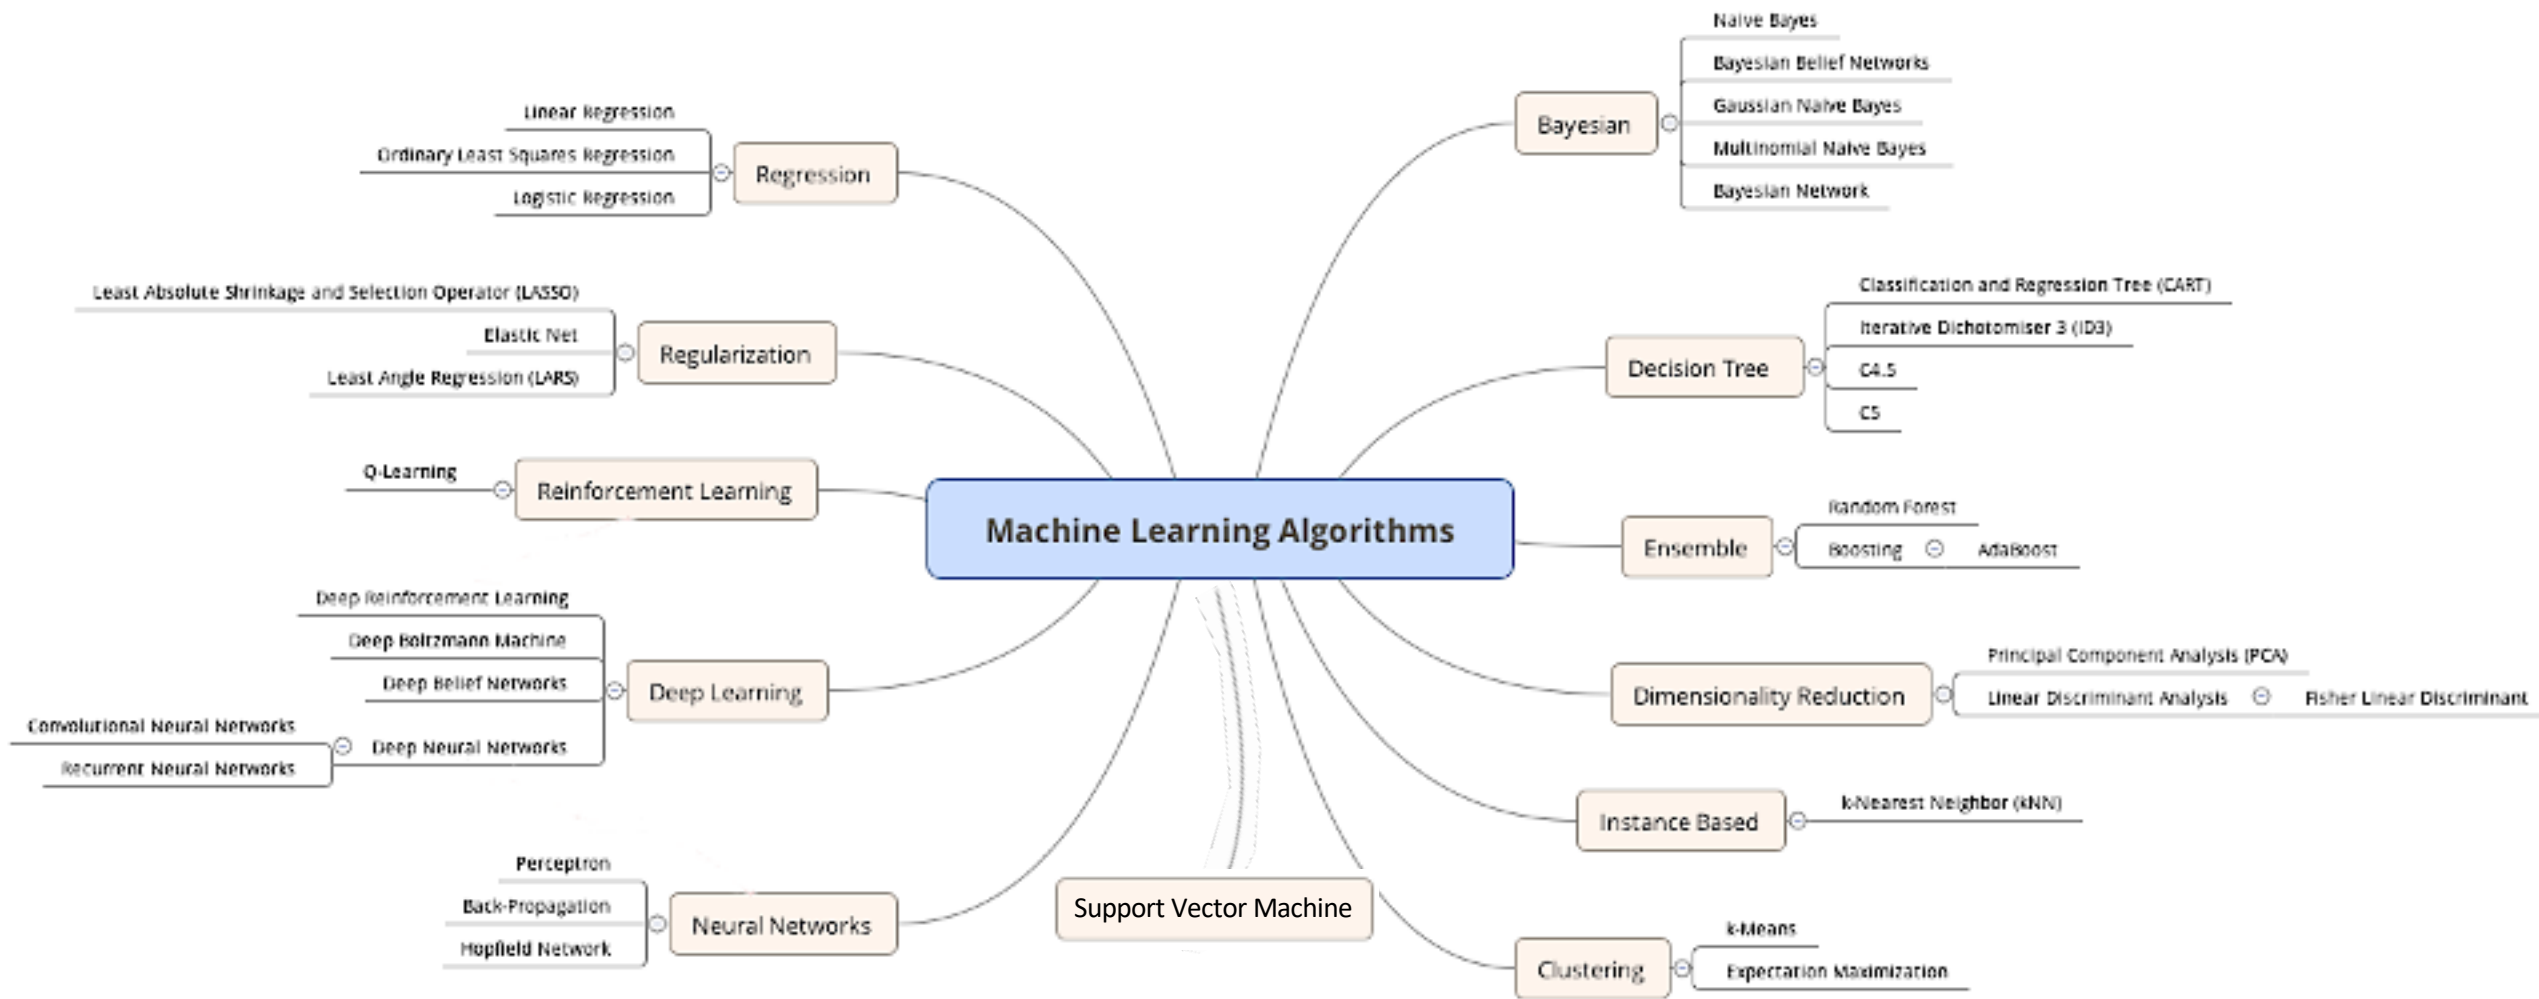 Machine Learning Algorithms
Regression
Linear Regression
Ordinary Least Squares Regression
Logistic Regression
Regularization
Least Absolute Shrinkage and Selection Operator (LASSO)
Elastic Net
Least Angle Regression (LARS)
Reinforcement Learning
Q-Learning
Deep Learning
Deep Reinforcement Learning
Deep Boltzmann Machine
Deep Belief Networks
Deep Neural Networks
Convolutional Neural Networks
Recurrent Neural Networks
Neural Networks
Perceptron
Back-Propagation
Hopfield Network
Support Vector Machine
Bayesian
Naive Bayes
Bayesian Belief Networks
Gaussian Naive Bayes
Multinomial Naive Bayes
Bayesian Network
Decision Tree
Classification and Regression Tree (CART)
Iterative Dichotomiser 3 (ID3)
C4.5
C5
Ensemble
Random Forest
Boosting
AdaBoost
Dimensionality Reduction
Principal Component Analysis (PCA)
Linear Discriminant Analysis
Fisher Linear Discriminant
Instance Based
k-Nearest Neighbor (kNN)
Clustering
k-Means
Expectation Maximization